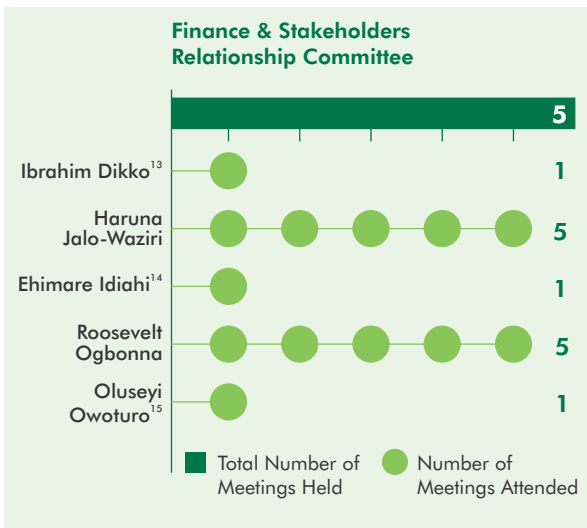 Finance & Stakeholders
Relationship Committee
5
Ibrahim Dikko¹³
1
Haruna
Jalo-Waziri
5
Ehimare Idiahi¹⁴
1
Roosevelt
Ogbonna
5
Oluseyi
Owoturo¹⁵
1
Total Number of
Meetings Held
Number of
Meetings Attended